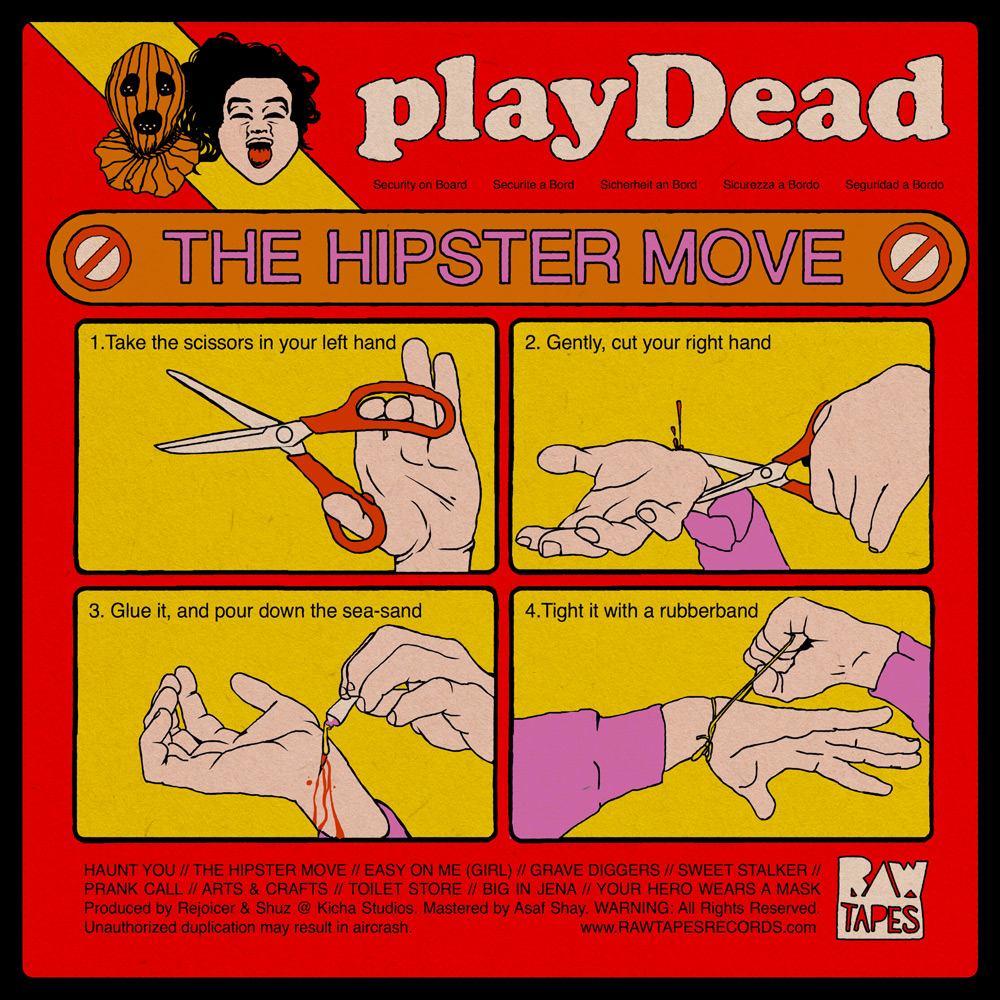 playDead
Security on Board Securite a Bord Sicherheit an Bord Sicurezza a Bordo Seguridad a Bordo
THE HIPSTER MOVE
1.Take the scissors in your left hand
2. Gently, cut your right hand
3. Glue it, and pour down the sea-sand
4.Tight it with a rubberband
HAUNT YOU // THE HIPSTER MOVE // EASY ON ME (GIRL) // GRAVE DIGGERS // SWEET STALKER //
PRANK CALL // ARTS & CRAFTS // TOILET STORE // BIG IN JENA // YOUR HERO WEARS A MASK
Produced by Rejoicer & Shuz @ Kicha Studios. Mastered by Asaf Shay. WARNING: All Rights Reserved.
Unauthorized duplication may result in aircrash. www.RAWTAPESRECORDS.com
RAW
TAPES